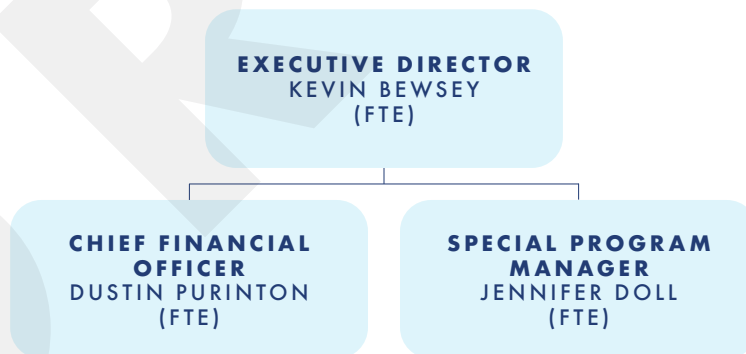 EXECUTIVE DIRECTOR
KEVIN BEWSEY
(FTE)
CHIEF FINANCIAL
OFFICER
DUSTIN PURINTON
(FTE)
SPECIAL PROGRAM
MANAGER
JENNIFER DOLL
(FTE)